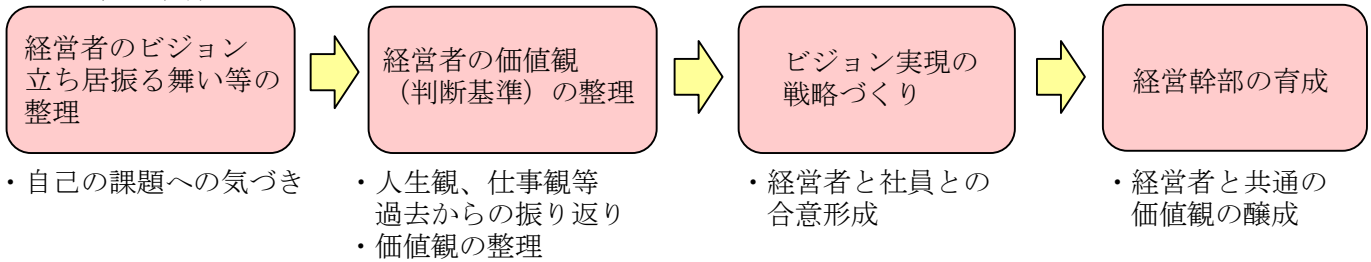 経営者のビジョン
立ち居振る舞い等の
整理
経営者の価値観
（判断基準）の整理
ビジョン実現の
戦略づくり
経営幹部の育成
・自己の課題への気づき
・人生観、仕事観等
過去からの振り返り
・価値観の整理
・経営者と社員との
合意形成
・経営者と共通の
価値観の醸成